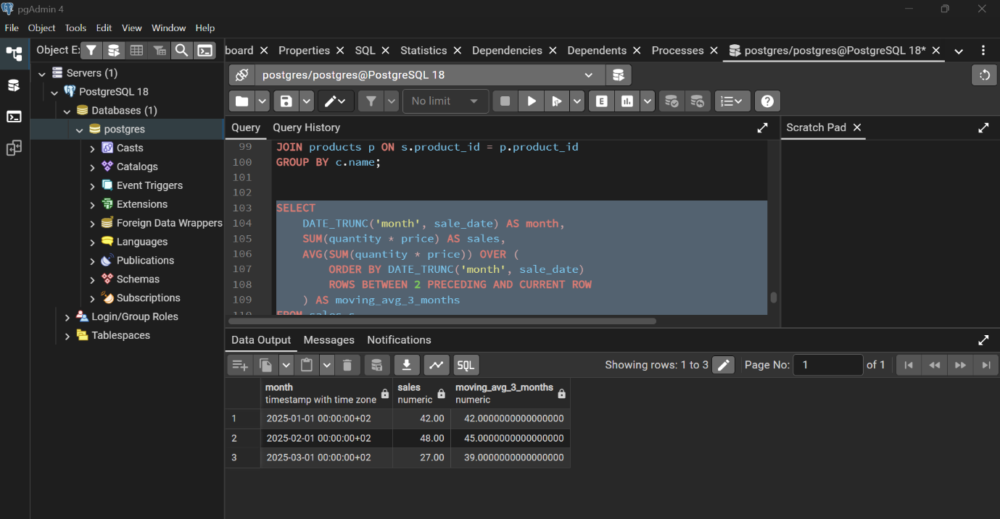 pgAdmin 4
File Object Tools Edit View Window Help
Object E
board Properties SQL Statistics Dependencies Dependents Processes postgres/postgres@PostgreSQL 18*
Servers (1)
PostgreSQL 18
Databases (1)
postgres
Casts
Catalogs
Event Triggers
Extensions
Foreign Data Wrappers
Languages
Publications
Schemas
Subscriptions
Login/Group Roles
Tablespaces
postgres/postgres@PostgreSQL 18
No limit
E
Query Query History
Scratch Pad
99 JOIN products p ON s.product_id = p.product_id
100 GROUP BY c.name;
101
102
103 SELECT
104 DATE_TRUNC('month', sale_date) AS month,
105 SUM(quantity * price) AS sales,
106 AVG(SUM(quantity * price)) OVER (
107 ORDER BY DATE_TRUNC('month', sale_date)
108 ROWS BETWEEN 2 PRECEDING AND CURRENT ROW
109 ) AS moving_avg_3_months
110 FROM sales s
Data Output Messages Notifications
SQL
Showing rows: 1 to 3 Page No: 1 of 1
month sales moving_avg_3_months
timestamp with time zone numeric numeric
1 2025-01-01 00:00:00+02 42.00 42.0000000000000000
2 2025-02-01 00:00:00+02 48.00 45.0000000000000000
3 2025-03-01 00:00:00+02 27.00 39.0000000000000000